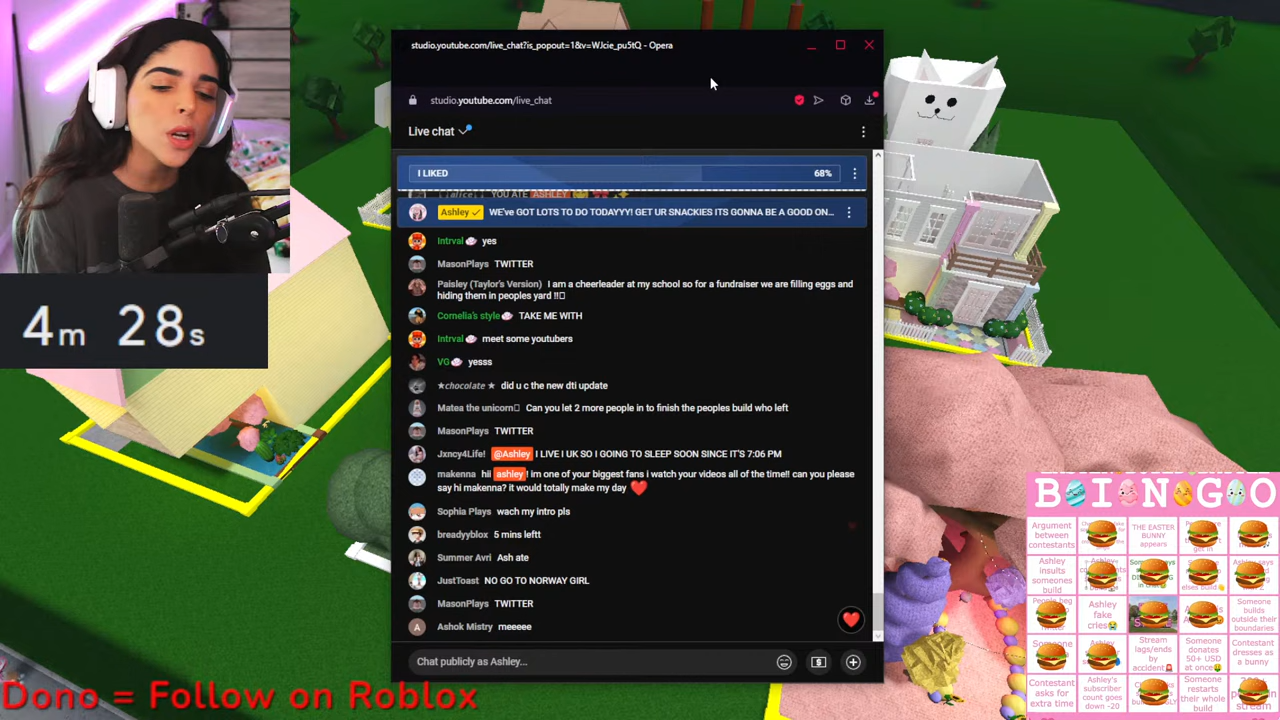 studio.youtube.com/live_chat?is_popout=1&v=WJcie_pu5tQ - Opera
studio.youtube.com/live_chat
Live chat
I LIKED 68%
YOU ATE ASHLEY
Ashley WE've GOT LOTS TO DO TODAYYY! GET UR SNACKIES ITS GONNA BE A GOOD ON...
Intrval yes
MasonPlays TWITTER
Paisley (Taylor's Version) I am a cheerleader at my school so for a fundraiser we are filling eggs and
hiding them in peoples yard !!
Cornelia's style TAKE ME WITH
Intrval meet some youtubers
VG yesss
★chocolate ★ did u c the new dti update
Matea the unicorn Can you let 2 more people in to finish the peoples build who left
MasonPlays TWITTER
Jxncy4Life! @Ashley I LIVE I UK SO I GOING TO SLEEP SOON SINCE IT'S 7:06 PM
makenna hii ashley ! im one of your biggest fans i watch your videos all of the time!! can you please
say hi makenna? it would totally make my day ❤️
Sophia Plays wach my intro pls
breadyyblox 5 mins leftt
Summer Avri Ash ate
JustToast NO GO TO NORWAY GIRL
MasonPlays TWITTER
A Ashok Mistry meeeee
Chat publicly as Ashley...
4m 28s
Dono = Follow on Roblox
BINGO
Argument
between
contestants
THE EASTER
BUNNY
appears
Ashley
insults
someones
build
Ashley
fake
cries😭
Someone
builds
outside their
boundaries
Someone
Stream
lags/ends
by
accident🚨
Someone
donates
50+ USD
at once🤑
Contestant
dresses as
a bunny
Contestant
asks for
extra time
Ashley's
subscriber
count goes
down -20
Someone
restarts
their whole
build
stream